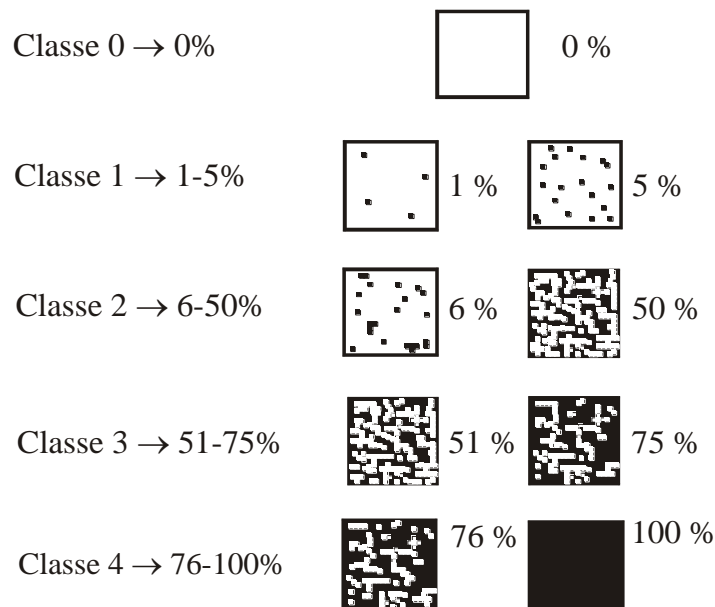 Classe 0 → 0% 0 %
Classe 1 → 1-5% 1 % 5 %
Classe 2 → 6-50% 6 % 50 %
Classe 3 → 51-75% 51 % 75 %
Classe 4 → 76-100% 76 % 100 %